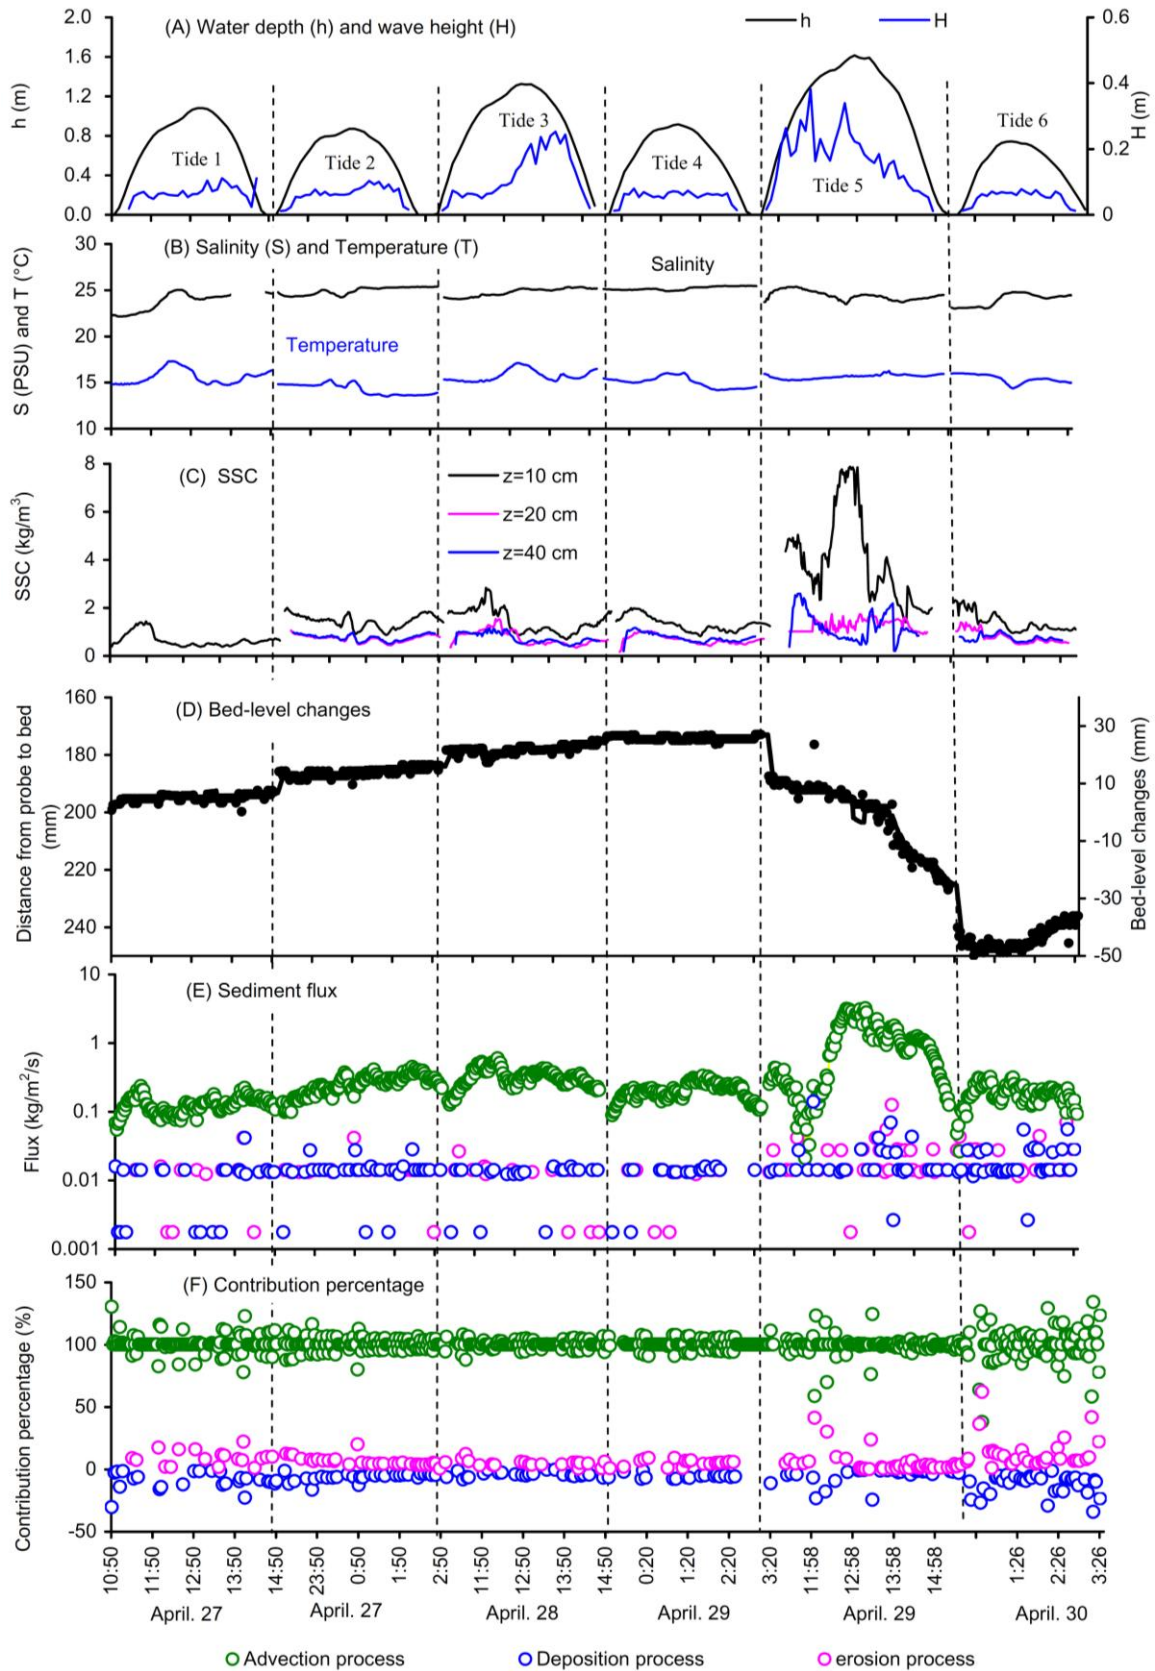 (A) Water depth (h) and wave height (H)
h
H
2.0
1.6
1.2
0.8
0.4
0.0
h (m)
0.6
0.4
0.2
0
H (m)
Tide 1
Tide 2
Tide 3
Tide 4
Tide 5
Tide 6
(B) Salinity (S) and Temperature (T)
30
25
20
15
10
S (PSU) and T (°C)
Salinity
Temperature
(C) SSC
8
6
4
2
0
SSC (kg/m³)
z=10 cm
z=20 cm
z=40 cm
(D) Bed-level changes
160
180
200
220
240
Distance from probe to bed
(mm)
30
10
-10
-30
-50
Bed-level changes (mm)
(E) Sediment flux
10
1
0.1
0.01
0.001
Flux (kg/m²/s)
(F) Contribution percentage
150
100
50
0
-50
Contribution percentage (%)
10:50 11:50 12:50 13:50 14:50 23:50 0:50 1:50 2:50 11:50 12:50 13:50 14:50 0:20 1:20 2:20 3:20 11:58 12:58 13:58 14:58 1:26 2:26 3:26
April. 27 April. 27 April. 28 April. 29 April. 29 April. 30
Advection process Deposition process erosion process